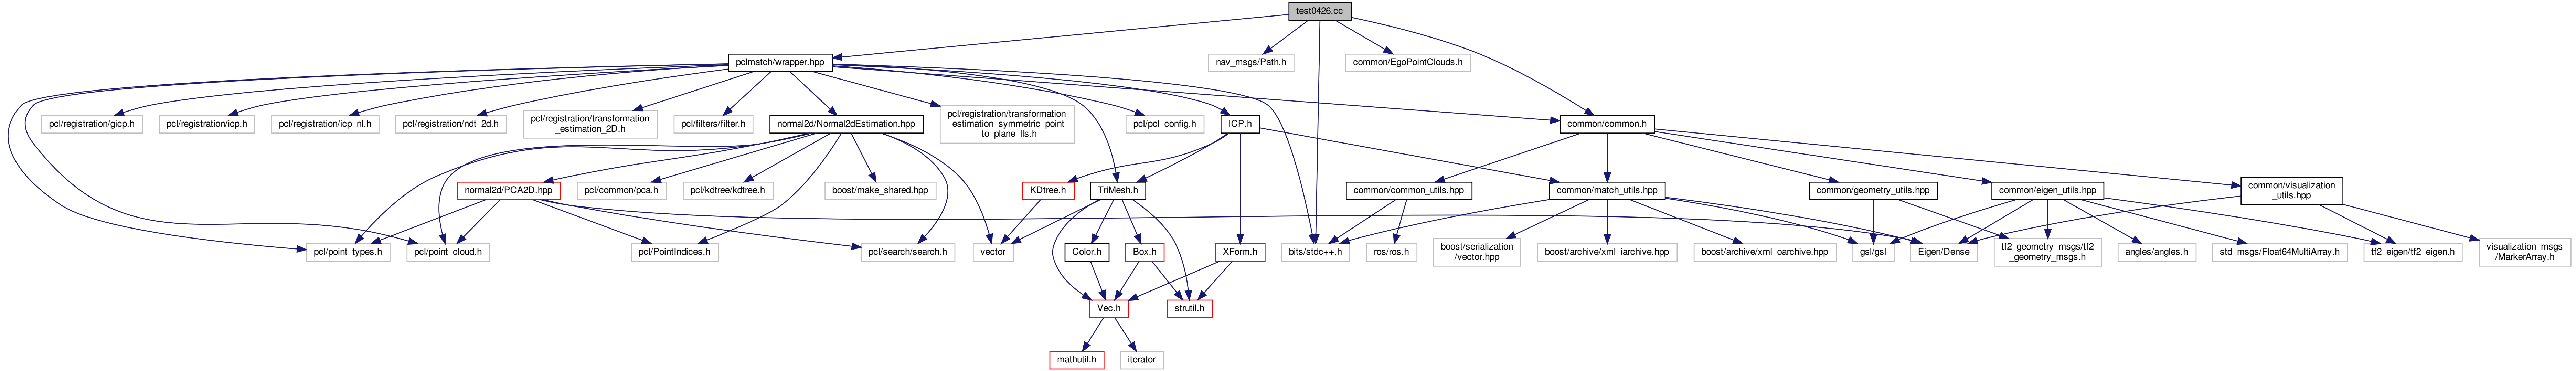 test0426.cc
pclmatch/wrapper.hpp
nav_msgs/Path.h
common/EgoPointClouds.h
pcl/registration/gicp.h
pcl/registration/icp.h
pcl/registration/icp_nl.h
pcl/registration/ndt_2d.h
pcl/registration/transformation
_estimation_2D.h
pcl/filters/filter.h
normal2d/Normal2dEstimation.hpp
pcl/registration/transformation
_estimation_symmetric_point
_to_plane_lls.h
pcl/pcl_config.h
ICP.h
common/common.h
normal2d/PCA2D.hpp
pcl/common/pca.h
pcl/kdtree/kdtree.h
boost/make_shared.hpp
KDtree.h
TriMesh.h
common/common_utils.hpp
common/match_utils.hpp
common/geometry_utils.hpp
common/eigen_utils.hpp
common/visualization
_utils.hpp
pcl/point_types.h
pcl/point_cloud.h
pcl/PointIndices.h
pcl/search/search.h
vector
Color.h
Box.h
XForm.h
bits/stdc++.h
ros/ros.h
boost/serialization
/vector.hpp
boost/archive/xml_iarchive.hpp
boost/archive/xml_oarchive.hpp
gsl/gsl
Eigen/Dense
tf2_geometry_msgs/tf2
_geometry_msgs.h
angles/angles.h
std_msgs/Float64MultiArray.h
tf2_eigen/tf2_eigen.h
visualization_msgs
/MarkerArray.h
Vec.h
strutil.h
mathutil.h
iterator